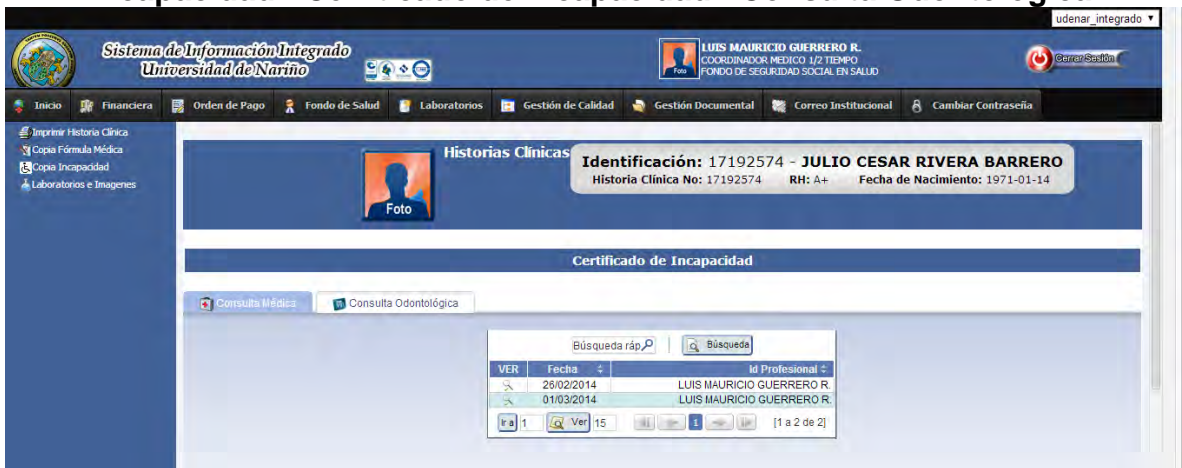 udenar_integrado
Sistema de Información Integrado
Universidad de Nariño
Foto
LUIS MAURICIO GUERRERO R.
COORDINADOR MEDICO 1/2 TIEMPO
FONDO DE SEGURIDAD SOCIAL EN SALUD
Cerrar Sesión
Inicio Financiera Orden de Pago Fondo de Salud Laboratorios Gestión de Calidad Gestión Documental Correo Institucional Cambiar Contraseña
Imprimir Historia Clínica
Copia Fórmula Médica
Copia Incapacidad
Laboratorios e Imagenes
Foto
Historias Clínicas
Identificación: 17192574 - JULIO CESAR RIVERA BARRERO
Historia Clínica No: 17192574 RH: A+ Fecha de Nacimiento: 1971-01-14
Certificado de Incapacidad
Consulta Médica Consulta Odontológica
Búsqueda ráp Búsqueda
VER Fecha Id Profesional
26/02/2014 LUIS MAURICIO GUERRERO R.
01/03/2014 LUIS MAURICIO GUERRERO R.
Ir a 1 Ver 15 1 [1 a 2 de 2]